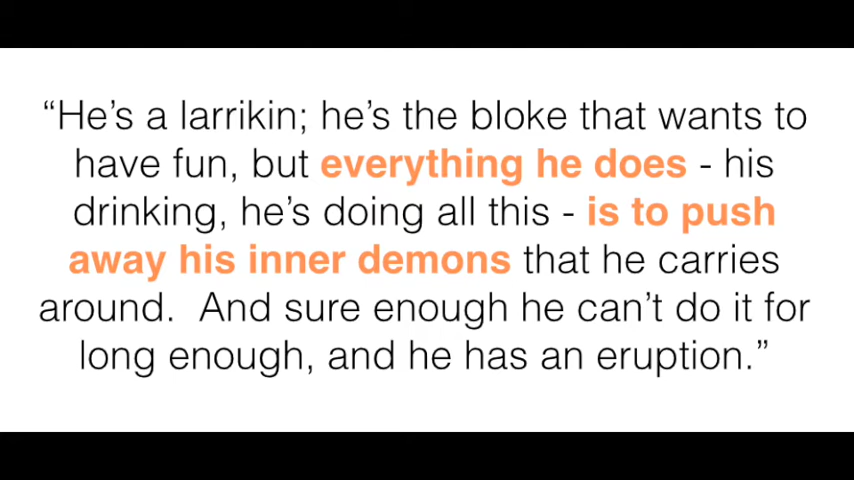 “He’s a larrikin; he’s the bloke that wants to
have fun, but everything he does - his
drinking, he’s doing all this - is to push
away his inner demons that he carries
around.  And sure enough he can’t do it for
long enough, and he has an eruption.”